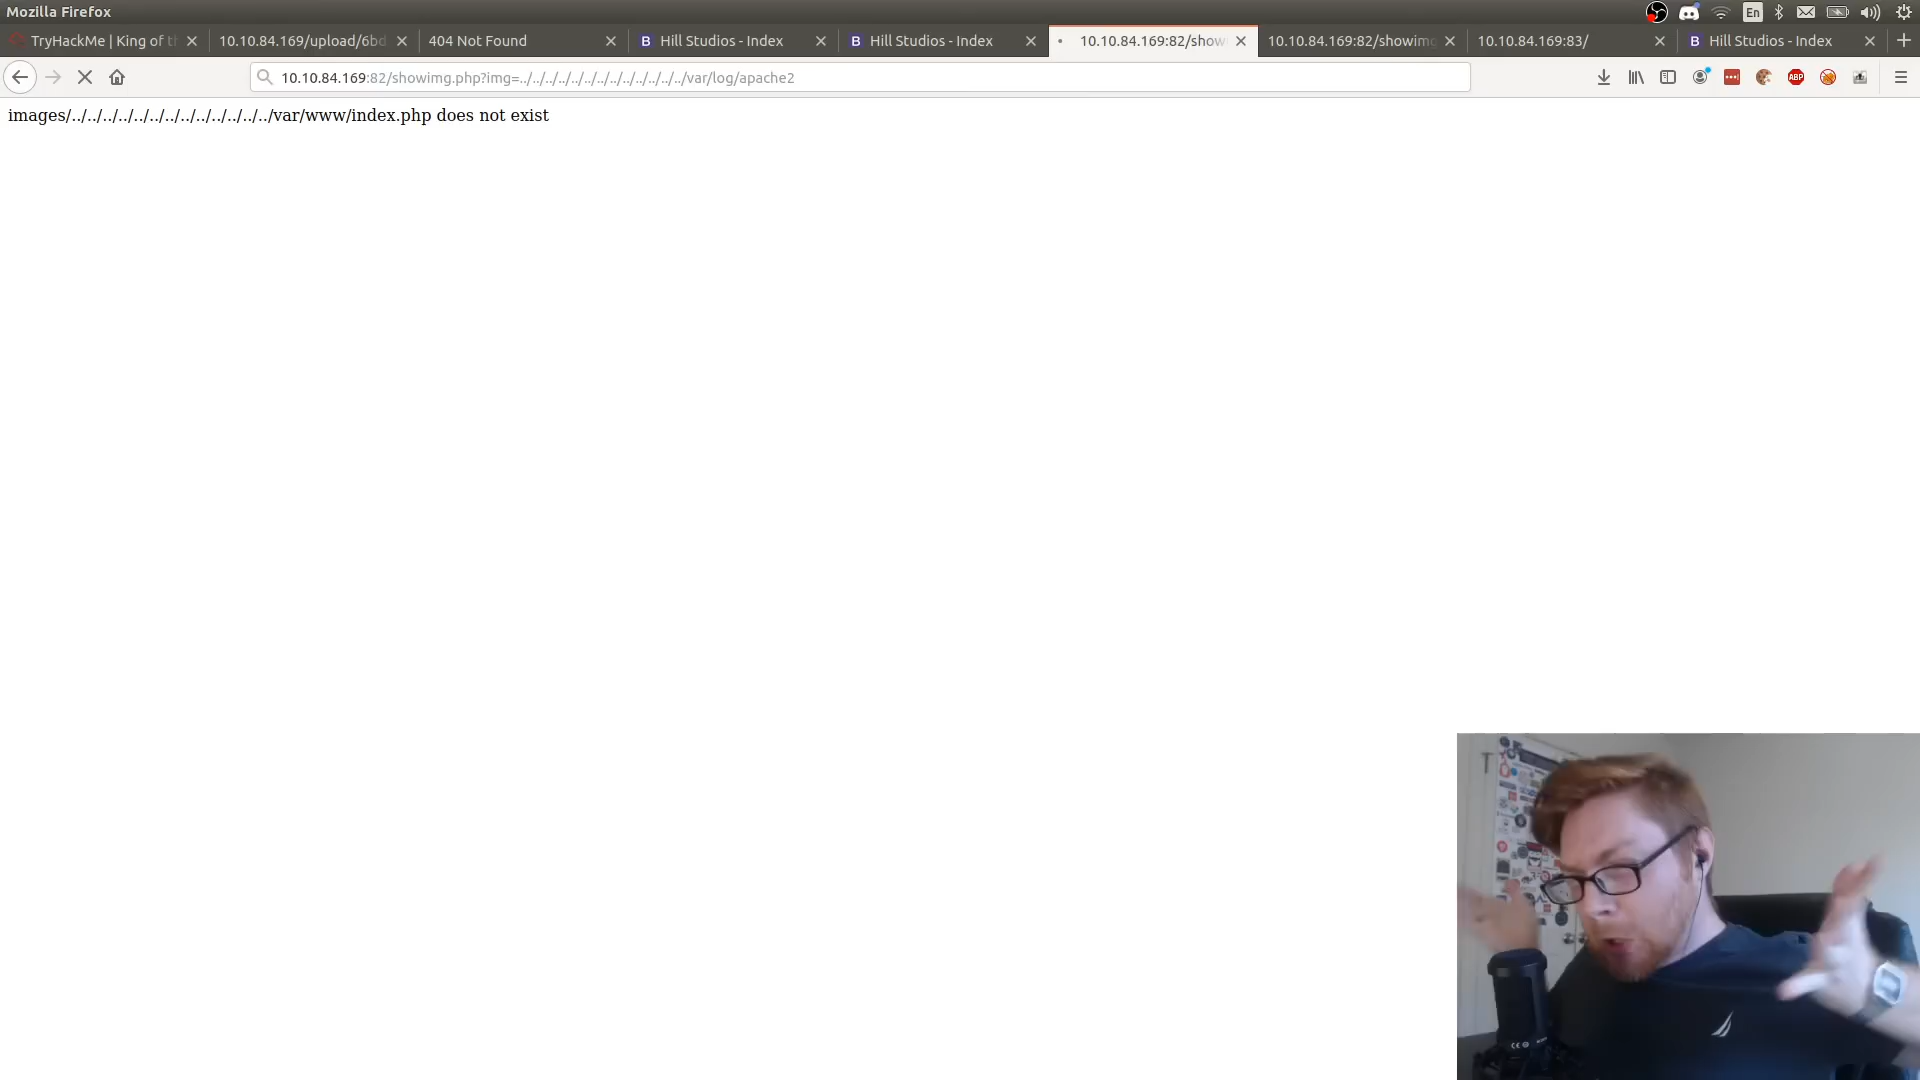 Mozilla Firefox
En
TryHackMe | King of th
10.10.84.169/upload/6bd
404 Not Found
Hill Studios - Index
Hill Studios - Index
10.10.84.169:82/show
10.10.84.169:82/showimg
10.10.84.169:83/
Hill Studios - Index
10.10.84.169:82/showimg.php?img=../../../../../../../../../../../../../var/log/apache2
ABP
images/../../../../../../../../../../../../../var/www/index.php does not exist